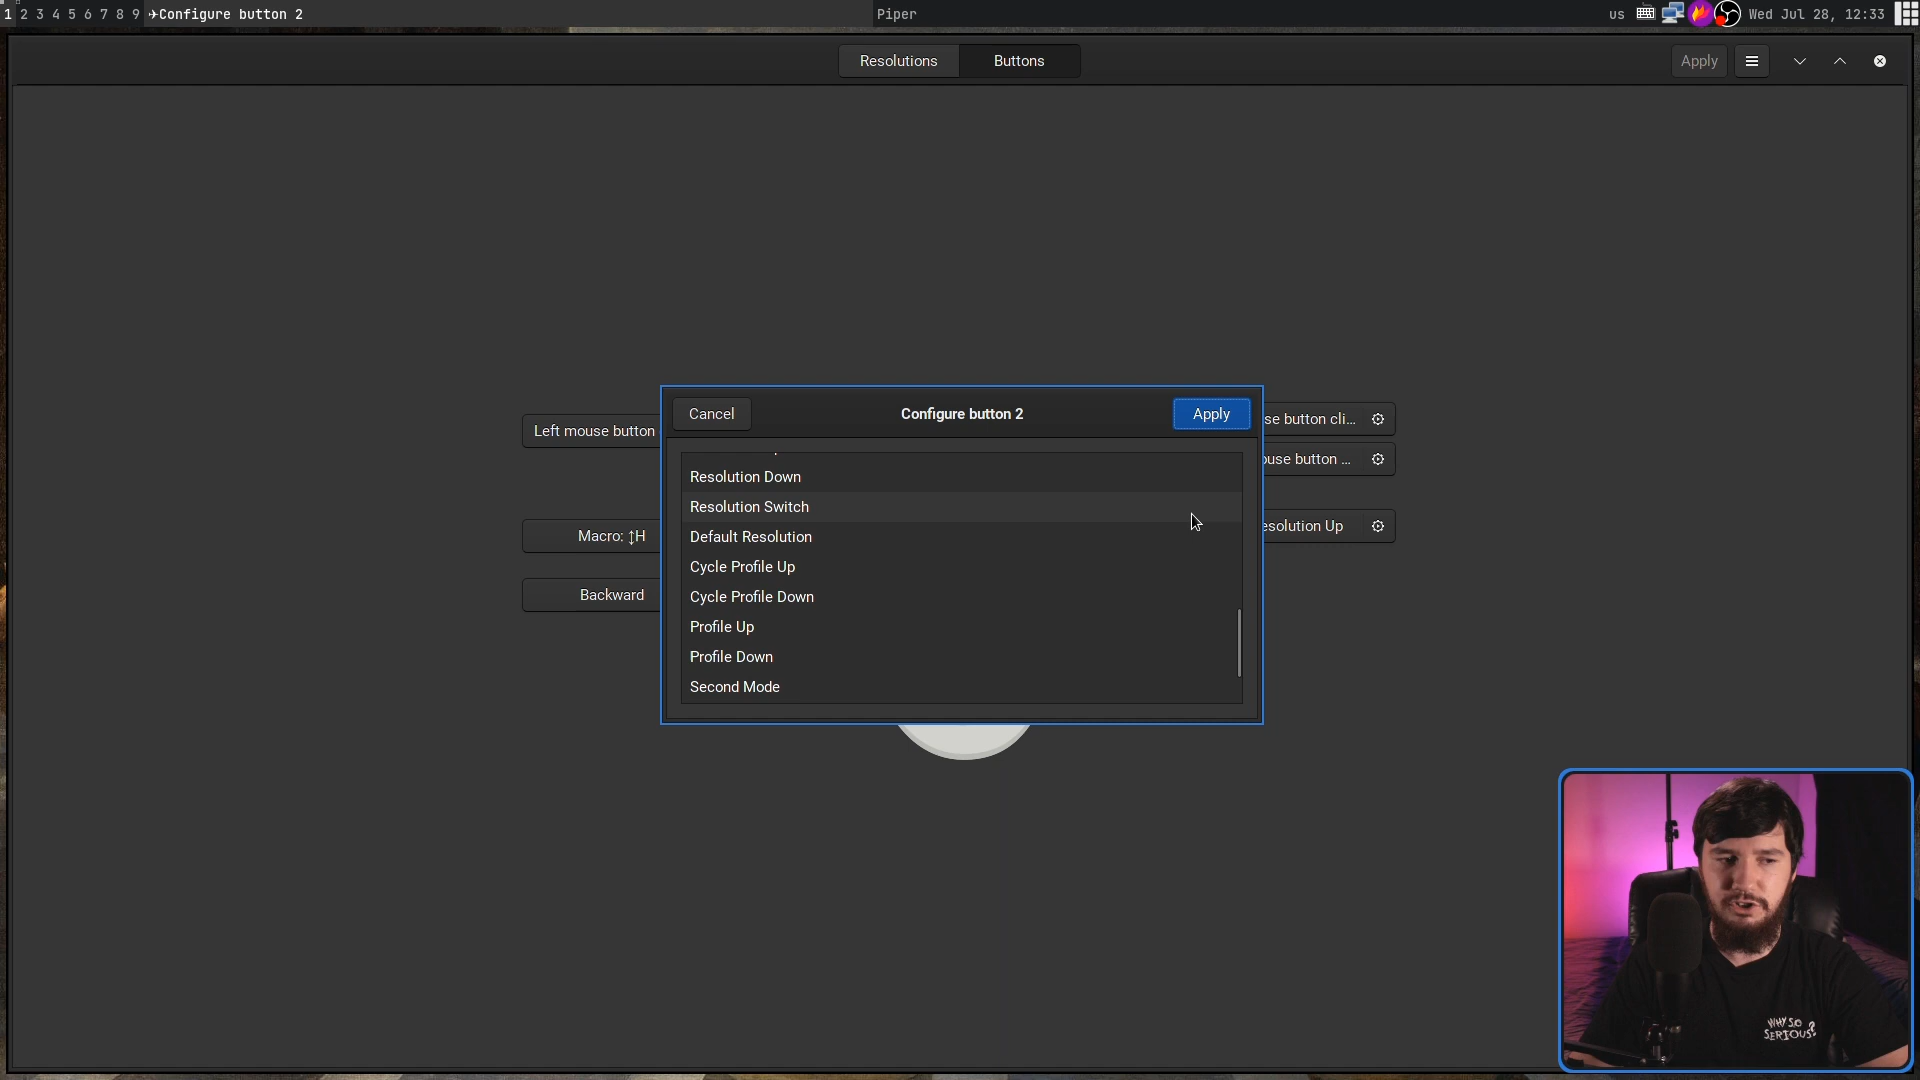 1 2 3 4 5 6 7 8 9 ✈Configure button 2
Piper
us
Wed Jul 28, 12:33
Resolutions
Buttons
Apply
Cancel
Configure button 2
Apply
Left mouse button
se button cli...
Resolution Down
ouse button ...
Resolution Switch
Macro: ↕H
Default Resolution
esolution Up
Cycle Profile Up
Backward
Cycle Profile Down
Profile Up
Profile Down
Second Mode
WHY SO
SERIOUS?